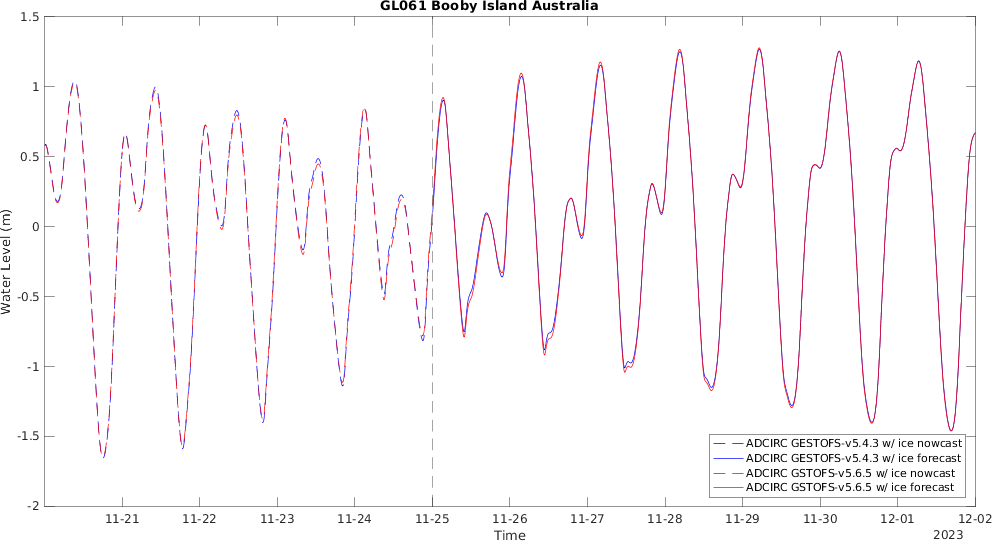 GL061 Booby Island Australia
1.5
1
0.5
0
-0.5
-1
-1.5
-2
Water Level (m)
ADCIRC GESTOFS-v5.4.3 w/ ice nowcast
ADCIRC GESTOFS-v5.4.3 w/ ice forecast
ADCIRC GSTOFS-v5.6.5 w/ ice nowcast
ADCIRC GSTOFS-v5.6.5 w/ ice forecast
11-21 11-22 11-23 11-24 11-25 11-26 11-27 11-28 11-29 11-30 12-01 12-02
Time
2023